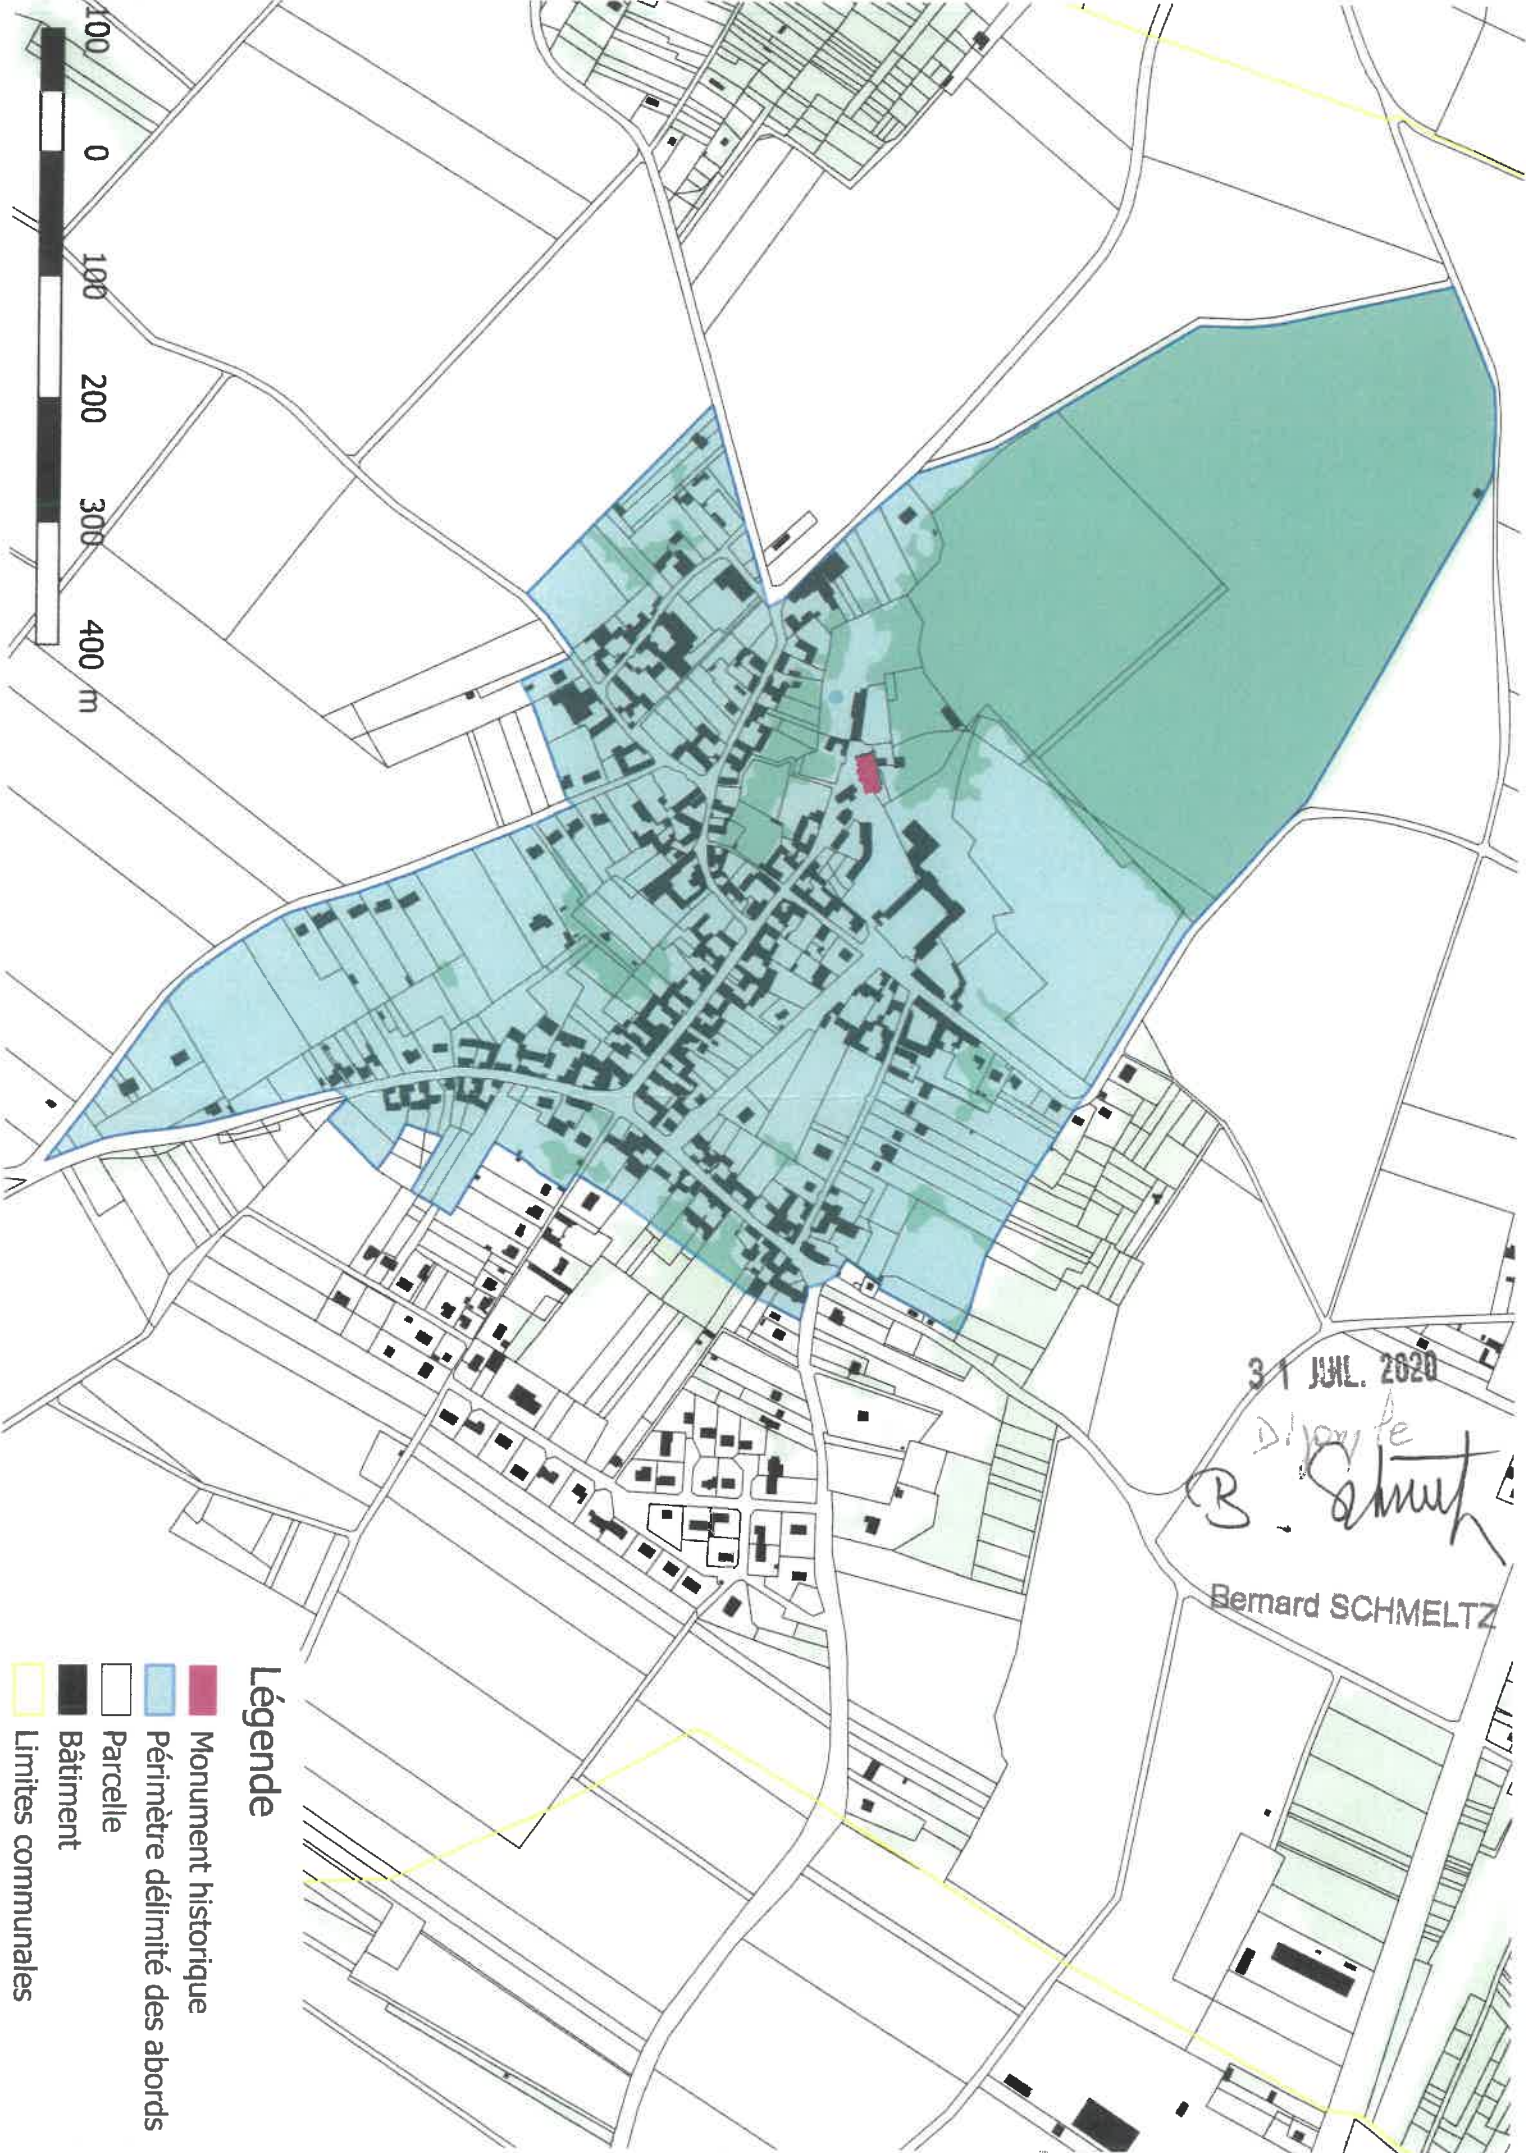 31 JUIL. 2020
B. Schmeltz
Bernard SCHMELTZ
100 0 100 200 300 400 m
Légende
Monument historique
Périmètre délimité des abords
Parcelle
Bâtiment
Limites communales